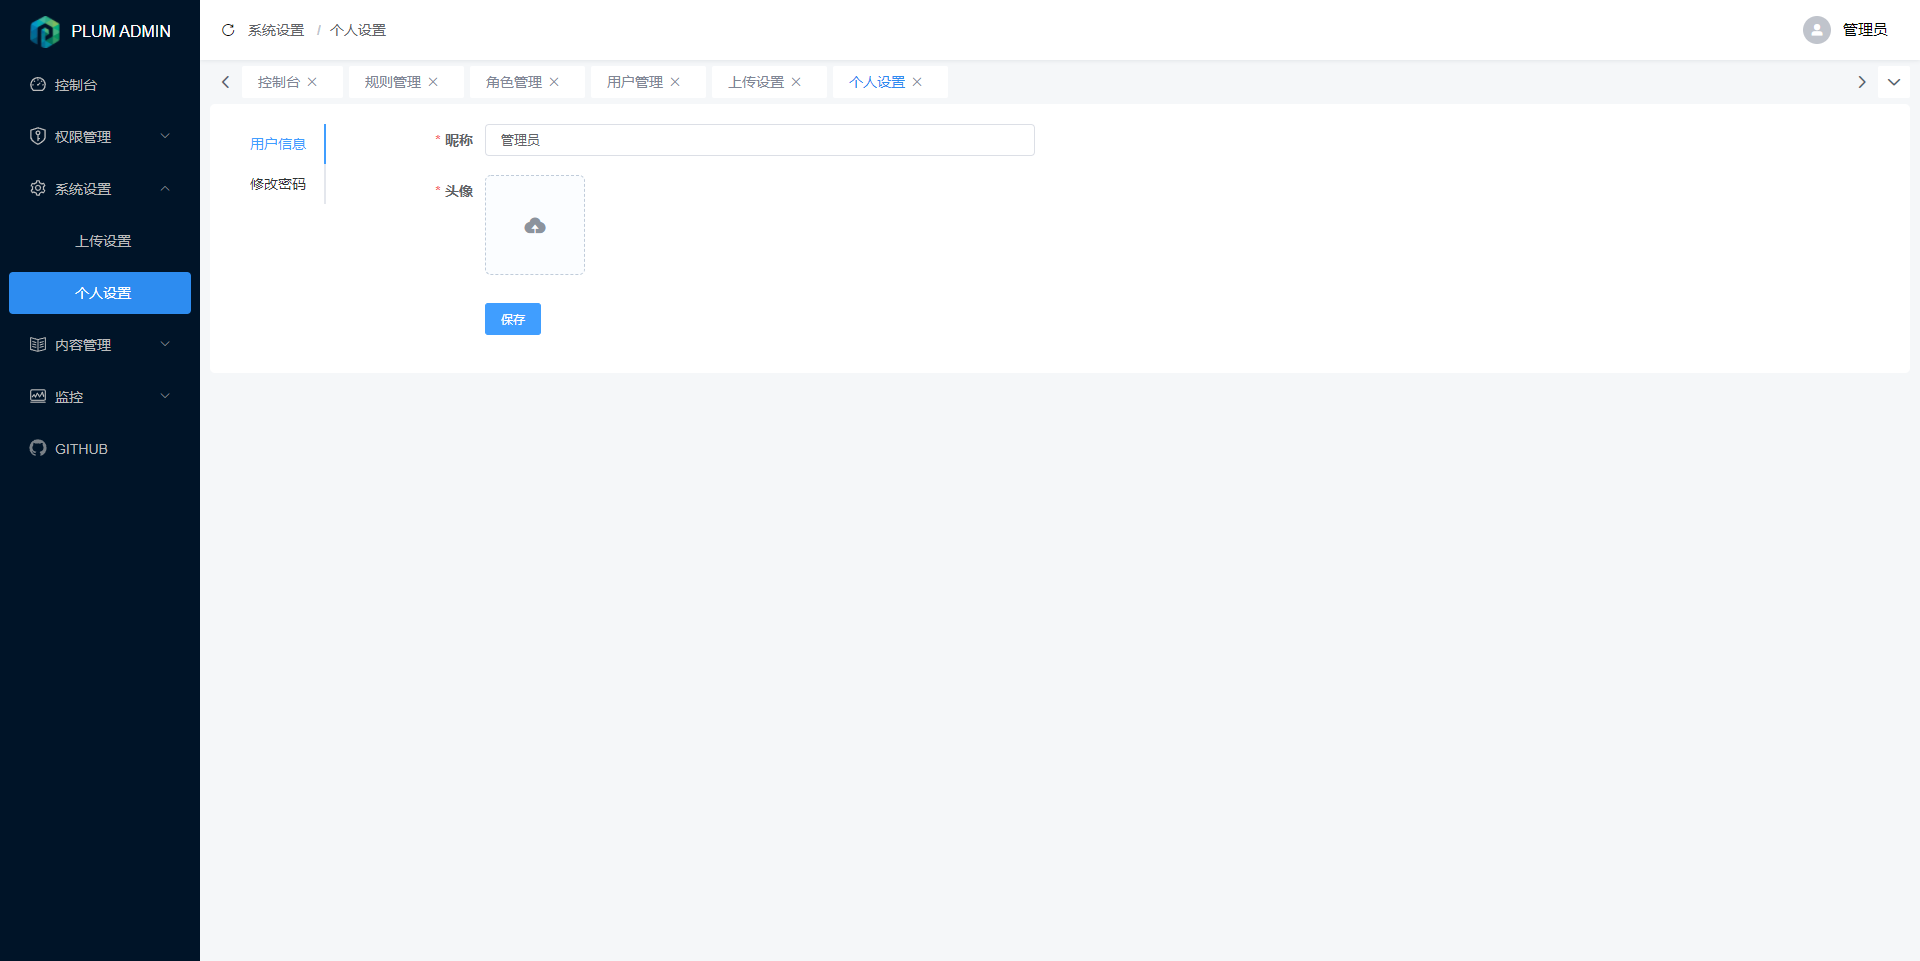 PLUM ADMIN
控制台
权限管理
系统设置
上传设置
个人设置
内容管理
监控
GITHUB
系统设置 / 个人设置
管理员
控制台
规则管理
角色管理
用户管理
上传设置
个人设置
用户信息
修改密码
* 昵称
管理员
* 头像
保存